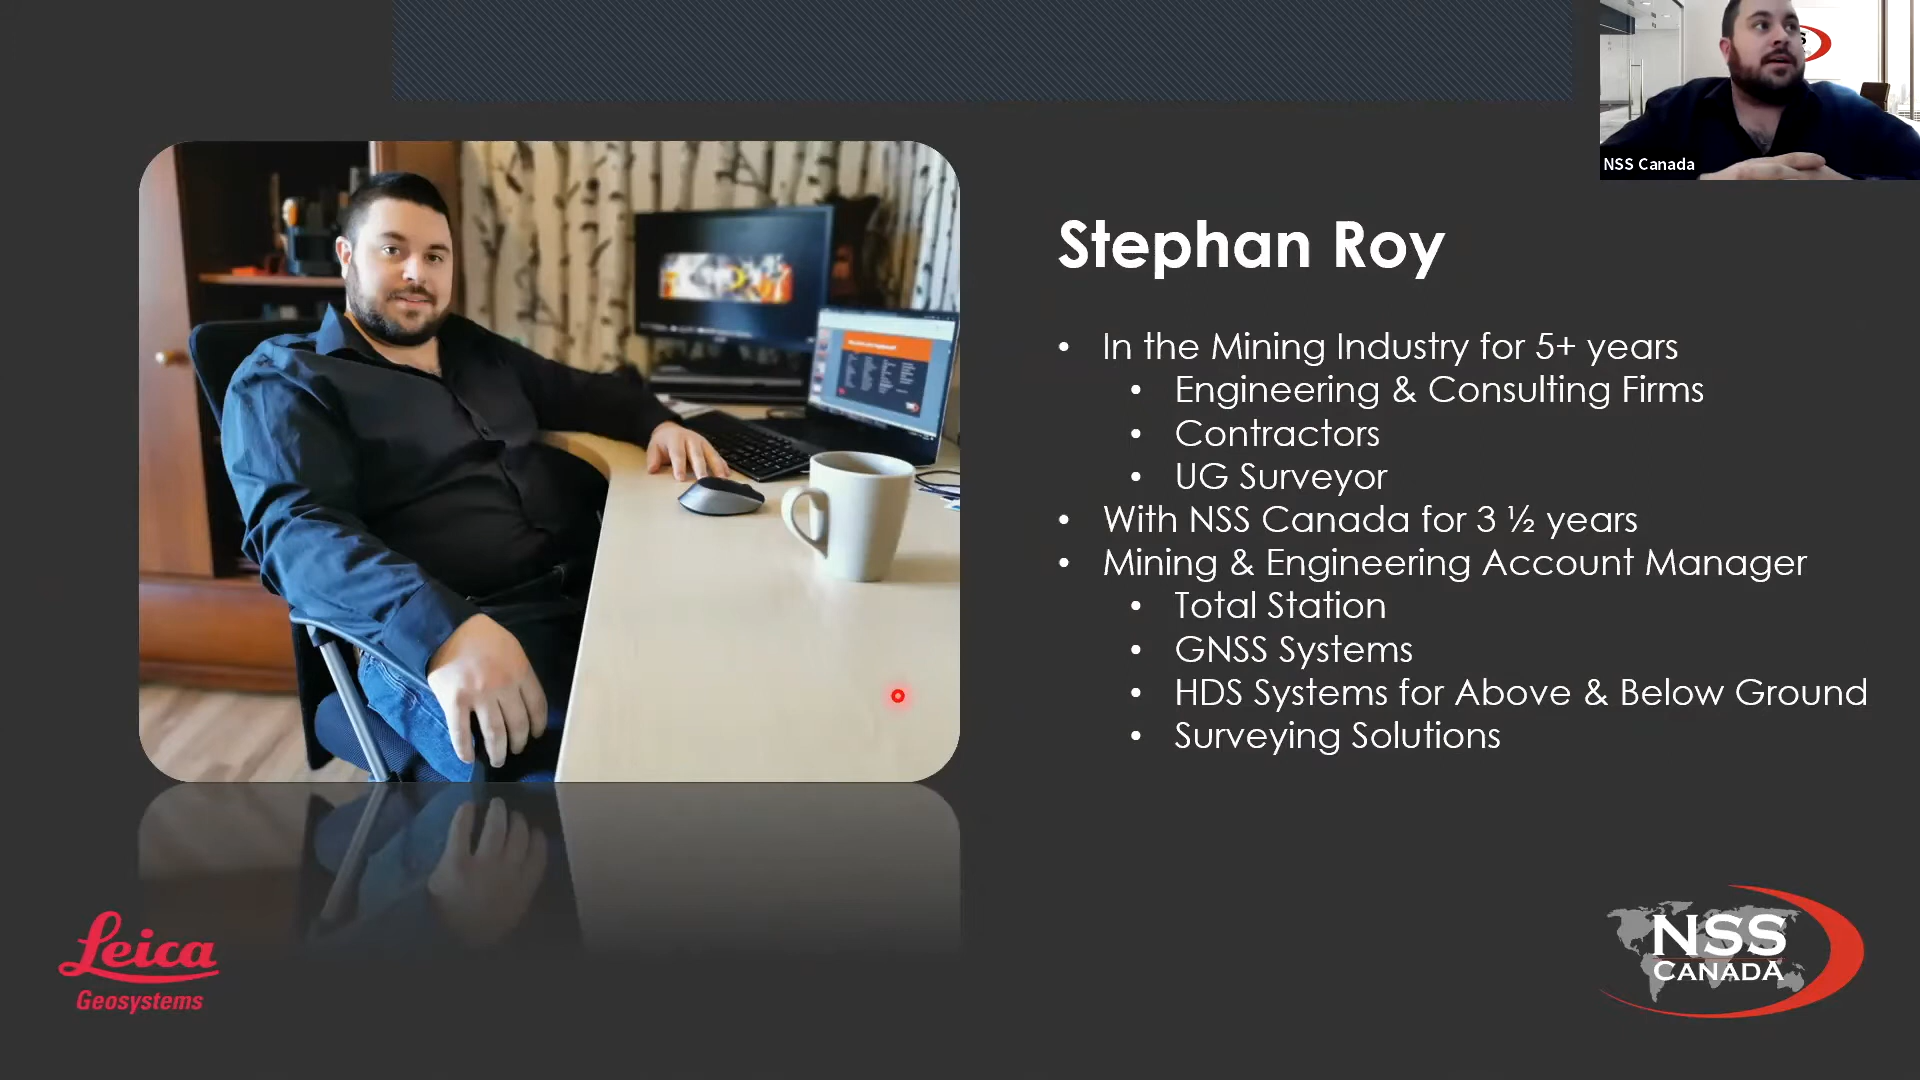 NSS Canada
Stephan Roy
• In the Mining Industry for 5+ years
• Engineering & Consulting Firms
• Contractors
• UG Surveyor
• With NSS Canada for 3 ½ years
• Mining & Engineering Account Manager
• Total Station
• GNSS Systems
• HDS Systems for Above & Below Ground
• Surveying Solutions
Leica
Geosystems
NSS
CANADA